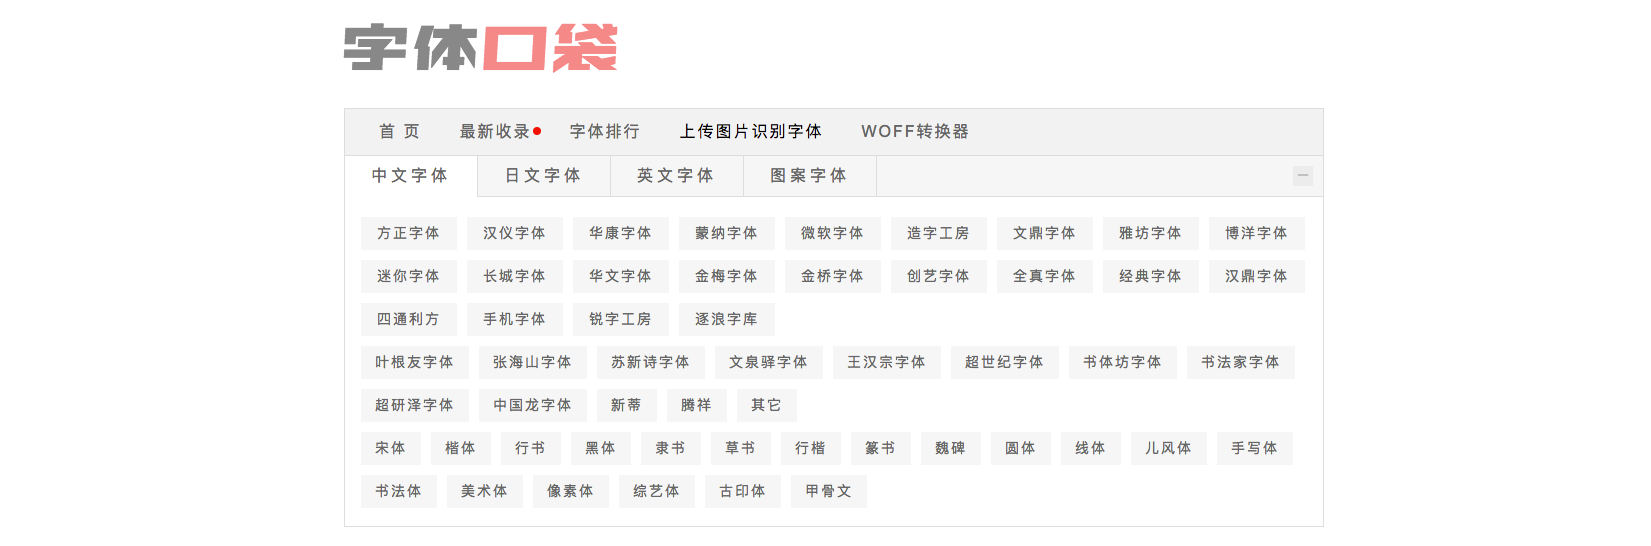 字体口袋
首 页 最新收录 字体排行 上传图片识别字体 WOFF转换器
中文字体 日文字体 英文字体 图案字体
方正字体 汉仪字体 华康字体 蒙纳字体 微软字体 造字工房 文鼎字体 雅坊字体 博洋字体
迷你字体 长城字体 华文字体 金梅字体 金桥字体 创艺字体 全真字体 经典字体 汉鼎字体
四通利方 手机字体 锐字工房 逐浪字库
叶根友字体 张海山字体 苏新诗字体 文泉驿字体 王汉宗字体 超世纪字体 书体坊字体 书法家字体
超研泽字体 中国龙字体 新蒂 腾祥 其它
宋体 楷体 行书 黑体 隶书 草书 行楷 篆书 魏碑 圆体 线体 儿风体 手写体
书法体 美术体 像素体 综艺体 古印体 甲骨文